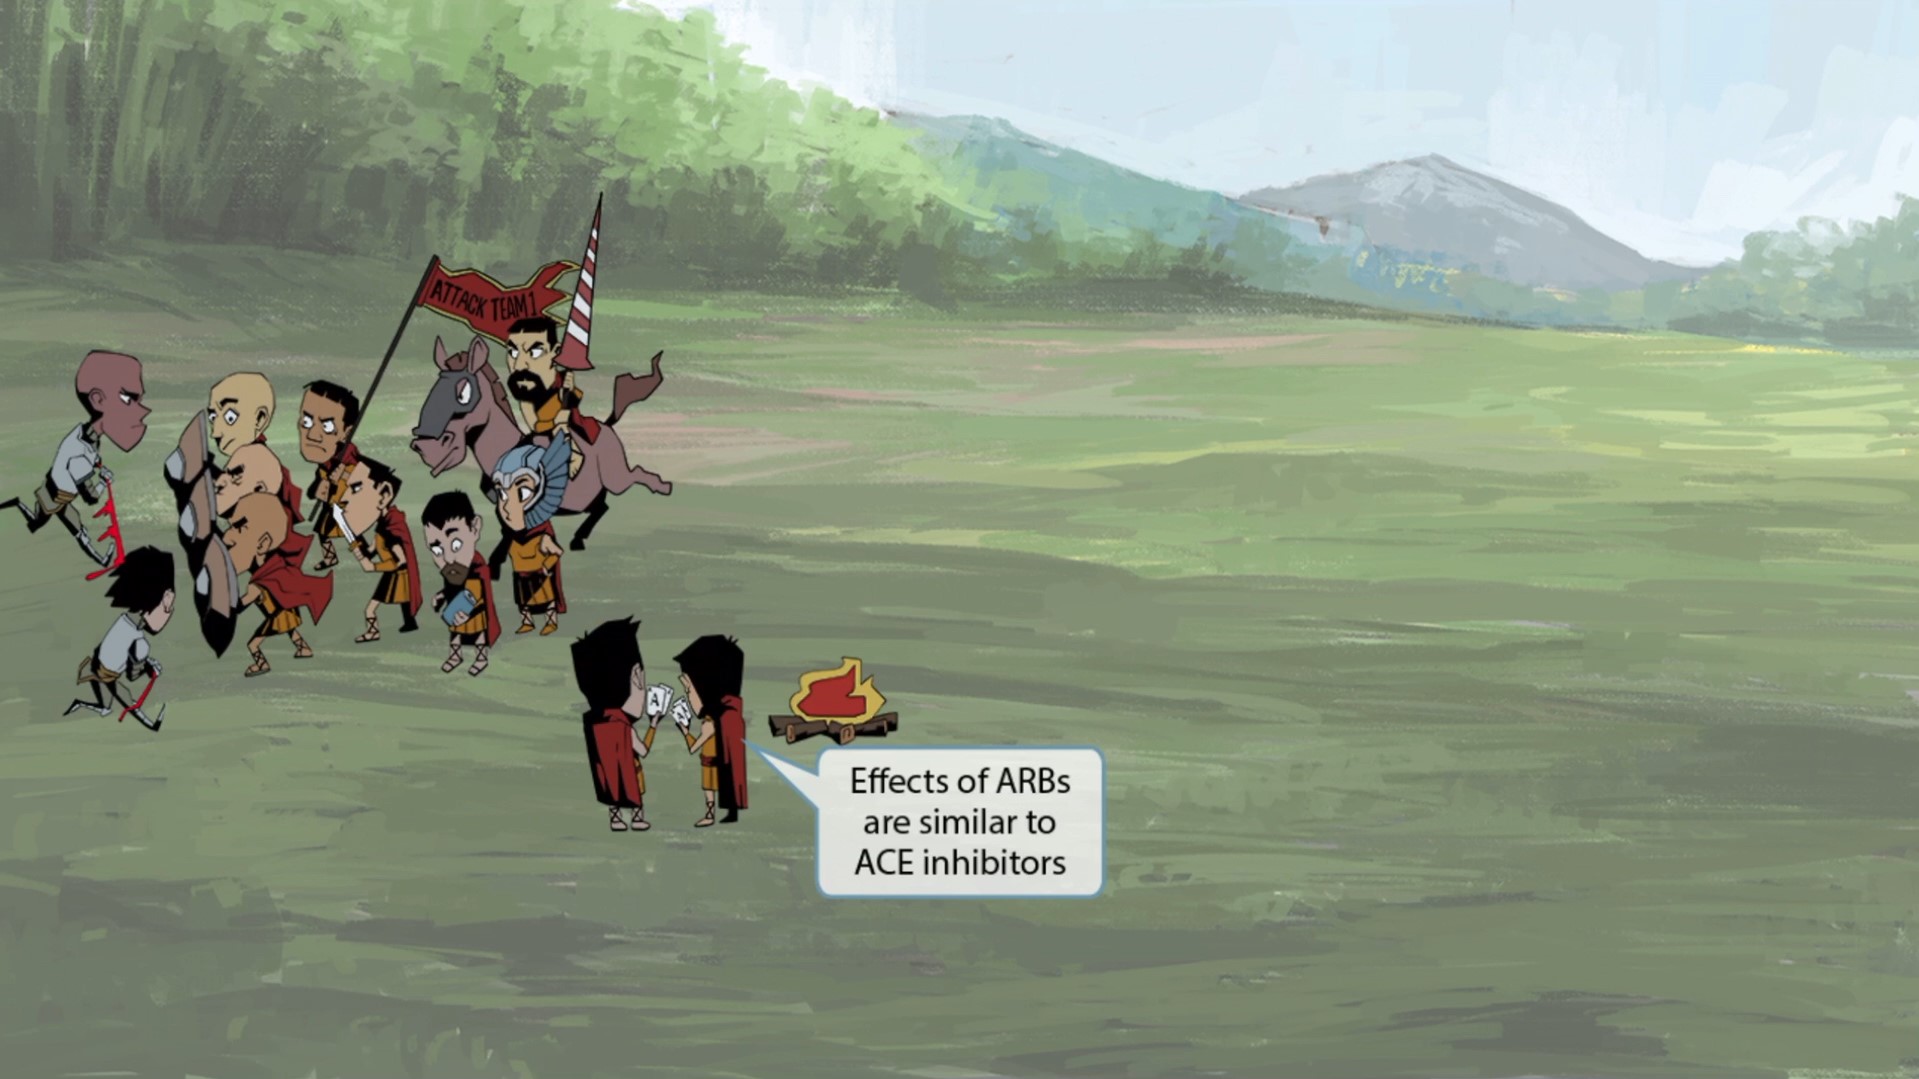 ATTACK TEAM 1
A
Effects of ARBs
are similar to
ACE inhibitors